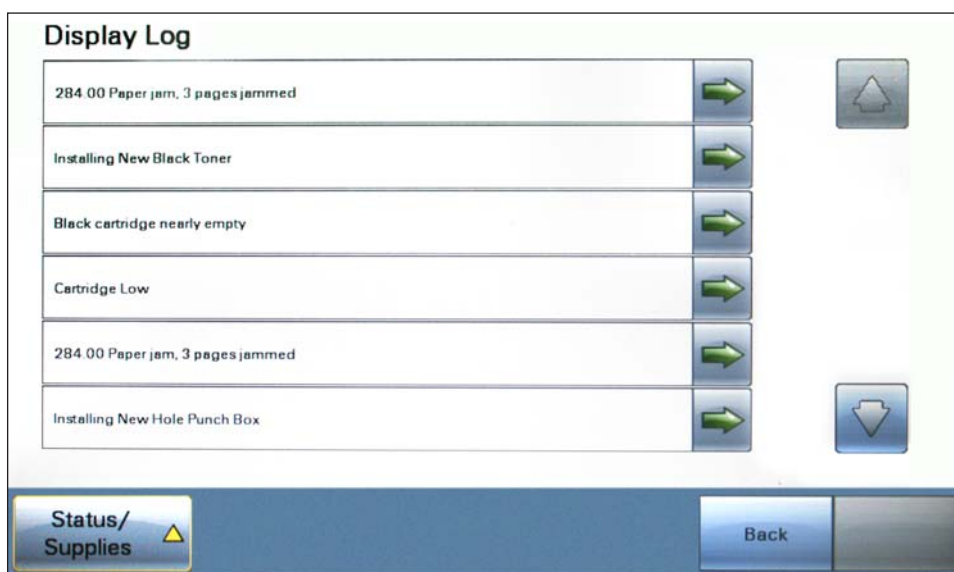 Display Log
284.00 Paper jam, 3 pages jammed
Installing New Black Toner
Black cartridge nearly empty
Cartridge Low
284.00 Paper jam, 3 pages jammed
Installing New Hole Punch Box
Status/
Supplies
Back